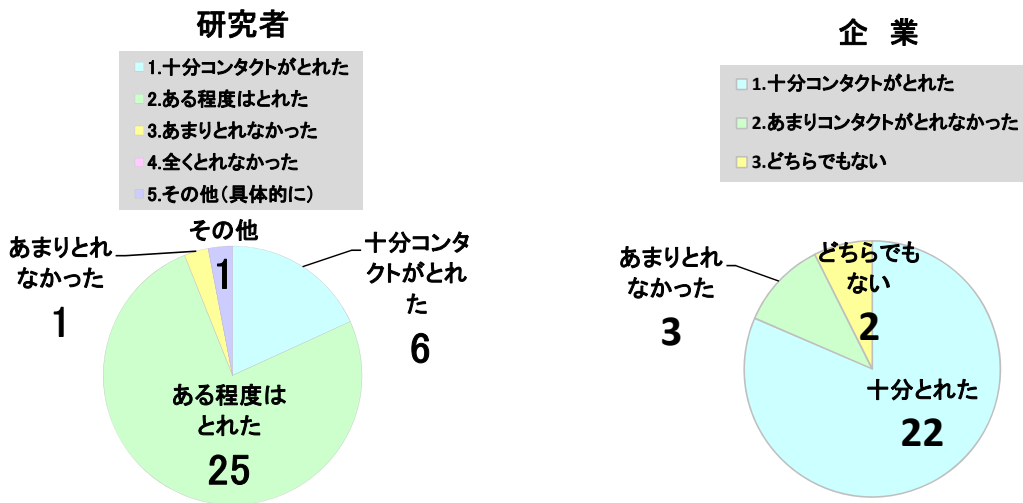 研究者
1.十分コンタクトがとれた
2.ある程度はとれた
3.あまりとれなかった
4.全くとれなかった
5.その他(具体的に)
その他
1
あまりとれ
なかった
1
十分コンタ
クトがとれ
た
6
ある程度は
とれた
25
企 業
1.十分コンタクトがとれた
2.あまりコンタクトがとれなかった
3.どちらでもない
あまりとれ
なかった
3
どちらでも
ない
2
十分とれた
22